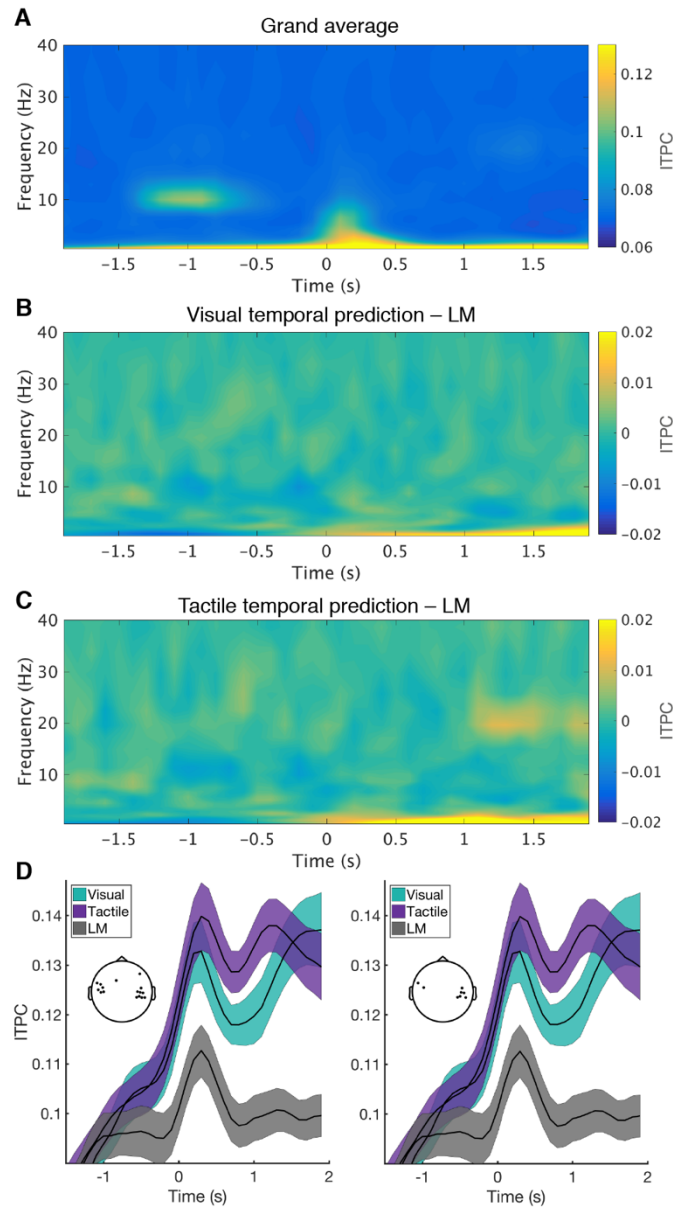 A
Grand average
40
30
20
10
Frequency (Hz)
-1.5 -1 -0.5 0 0.5 1 1.5
Time (s)
0.12
0.1
0.08
0.06
ITPC
B
Visual temporal prediction – LM
40
30
20
10
Frequency (Hz)
-1.5 -1 -0.5 0 0.5 1 1.5
Time (s)
0.02
0.01
0
-0.01
-0.02
ITPC
C
Tactile temporal prediction – LM
40
30
20
10
Frequency (Hz)
-1.5 -1 -0.5 0 0.5 1 1.5
Time (s)
0.02
0.01
0
-0.01
-0.02
ITPC
D
Visual
Tactile
LM
0.14
0.13
0.12
0.11
0.1
ITPC
-1 0 1 2
Time (s)
Visual
Tactile
LM
0.14
0.13
0.12
0.11
0.1
-1 0 1 2
Time (s)